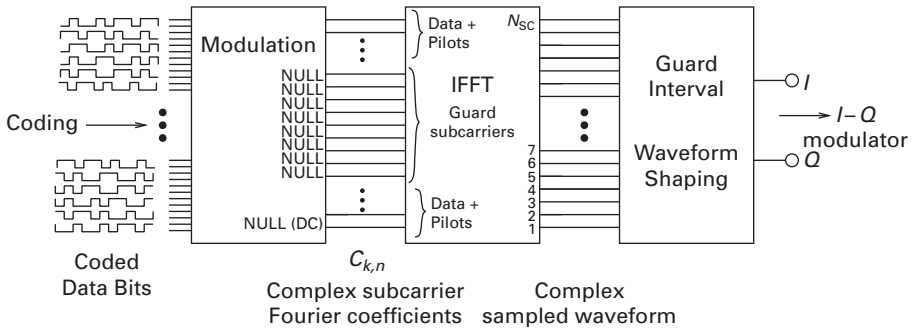 Modulation
Data +
Pilots
N_SC
NULL
NULL
NULL
NULL
NULL
NULL
NULL
NULL
NULL
IFFT
Guard
subcarriers
Guard
Interval
I
Coding
I – Q
modulator
7
6
5
4
3
2
1
Waveform
Shaping
Q
Data +
Pilots
NULL (DC)
Coded
Data Bits
C_{k,n}
Complex subcarrier
Fourier coefficients
Complex
sampled waveform